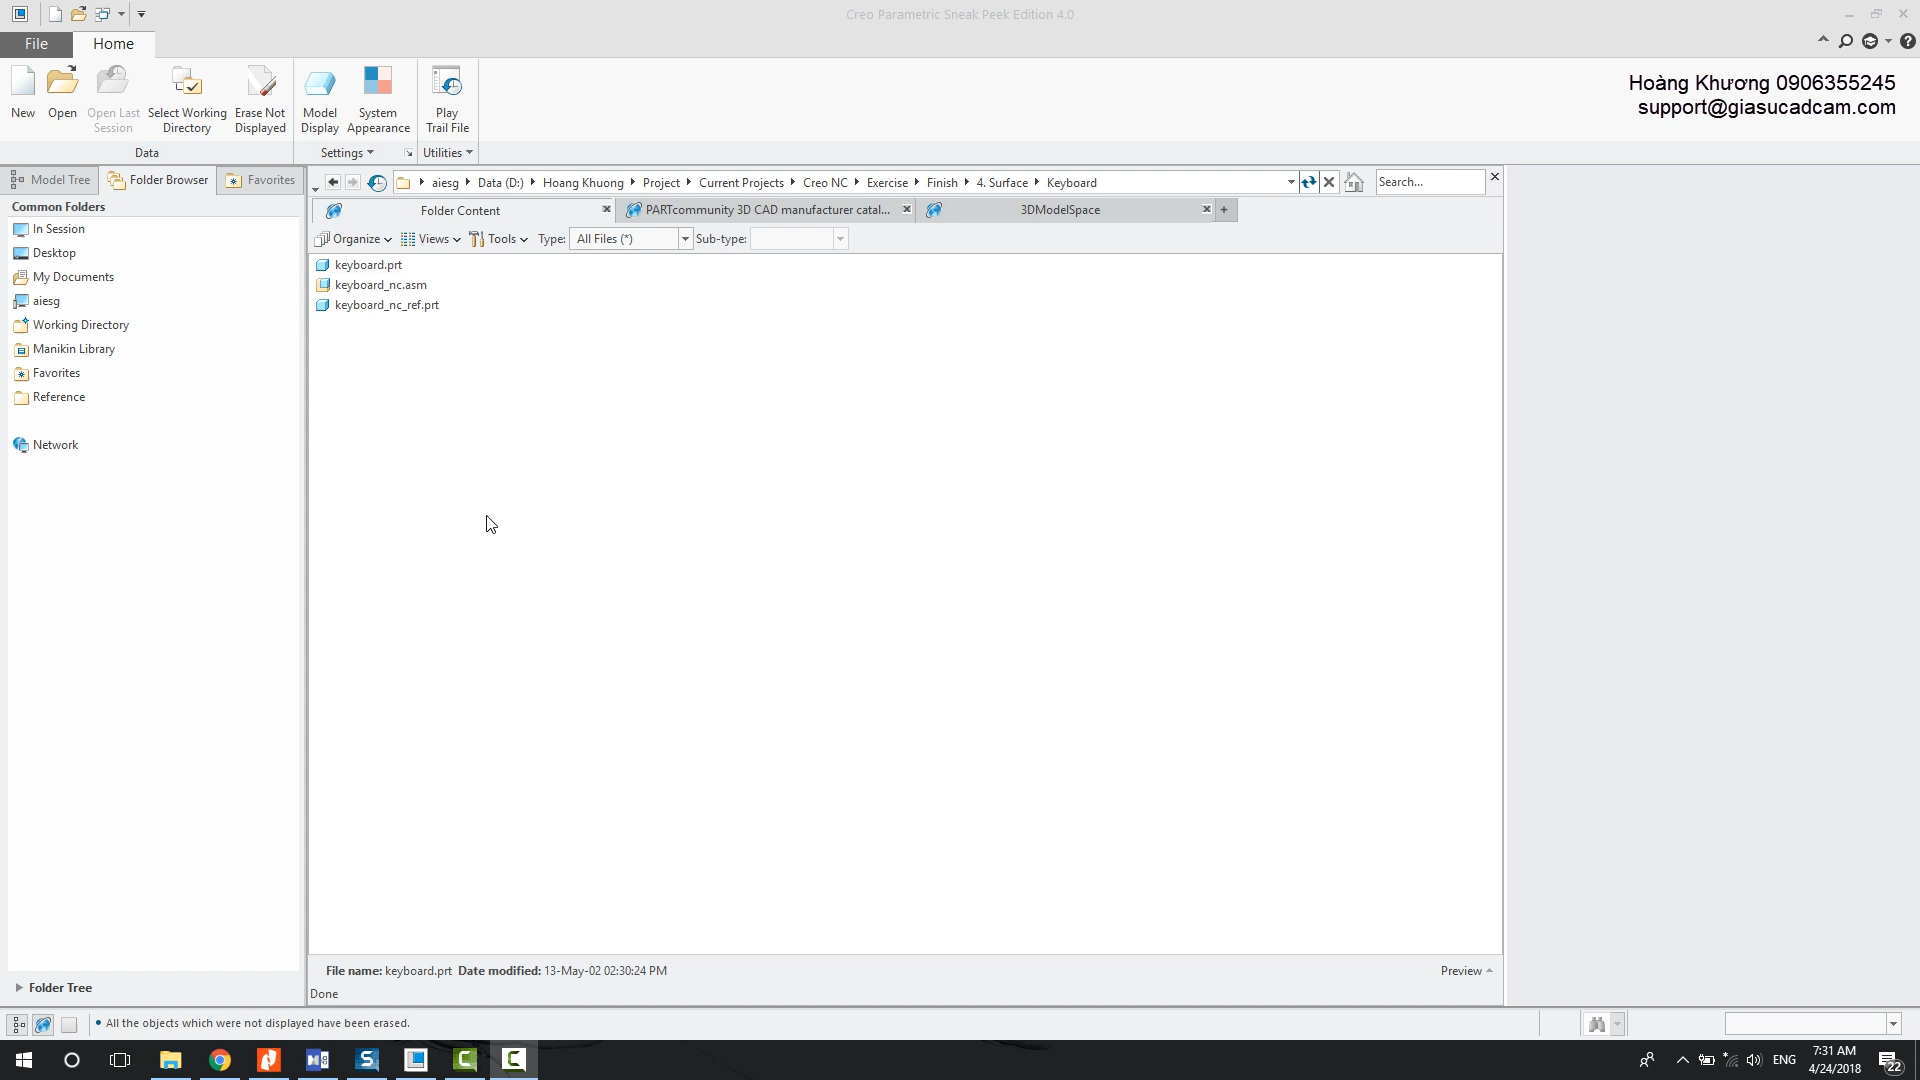 Creo Parametric Sneak Peek Edition 4.0
File Home
Hoàng Khương 0906355245
support@giasucadcam.com
New Open Open Last Session Select Working Directory Erase Not Displayed Model Display System Appearance Play Trail File
Data Settings Utilities
Model Tree Folder Browser Favorites
aiesg Data (D:) Hoang Khuong Project Current Projects Creo NC Exercise Finish 4. Surface Keyboard Search...
Common Folders
Folder Content PARTcommunity 3D CAD manufacturer catal... 3DModelSpace
Organize Views Tools Type: All Files (*) Sub-type:
In Session
Desktop
My Documents
aiesg
Working Directory
Manikin Library
Favorites
Reference
Network
keyboard.prt
keyboard_nc.asm
keyboard_nc_ref.prt
File name: keyboard.prt Date modified: 13-May-02 02:30:24 PM Preview
Folder Tree
Done
All the objects which were not displayed have been erased.
ENG
7:31 AM
4/24/2018
22